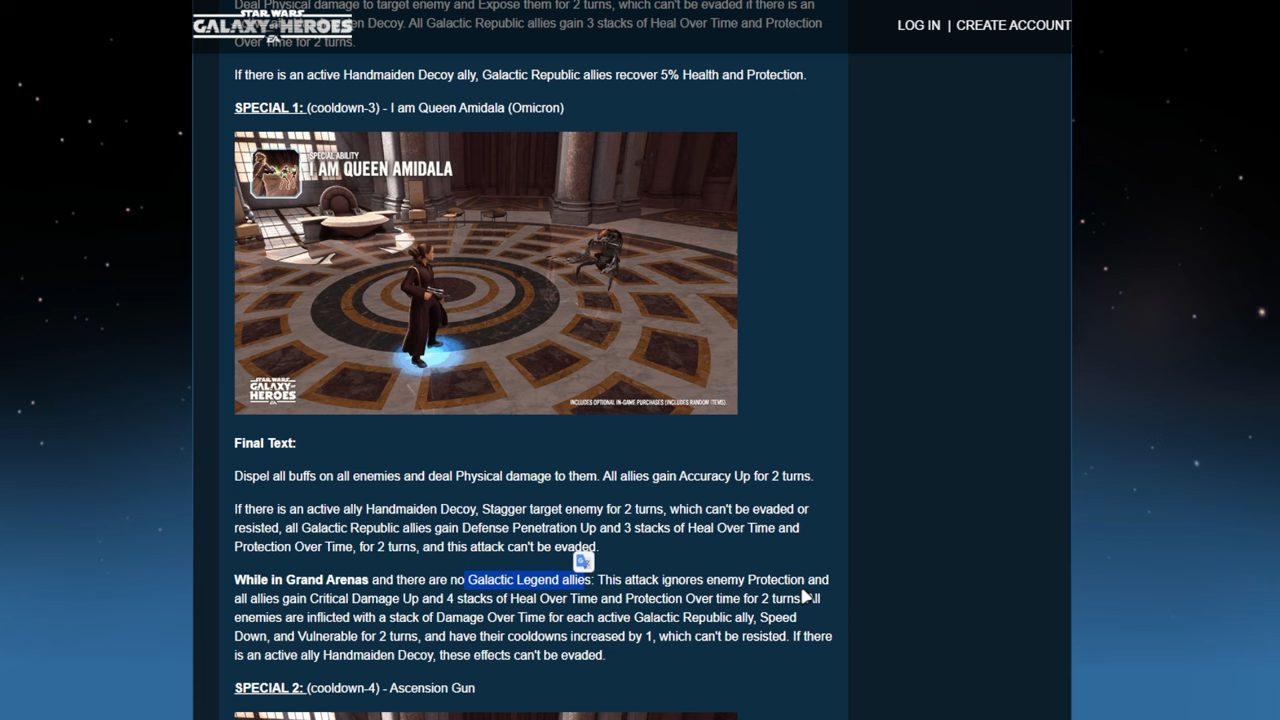 Deal Physical damage to target enemy and Expose them for 2 turns, which can't be evaded if there is an
Decoy. All Galactic Republic allies gain 3 stacks of Heal Over Time and Protection
Over Time for 2 turns.
STAR WARS
GALAXY OF HEROES
EA
LOG IN | CREATE ACCOUNT
If there is an active Handmaiden Decoy ally, Galactic Republic allies recover 5% Health and Protection.
SPECIAL 1: (cooldown-3) - I am Queen Amidala (Omicron)
SPECIAL ABILITY
I AM QUEEN AMIDALA
STAR WARS
GALAXY OF
HEROES
EA
INCLUDES OPTIONAL IN-GAME PURCHASES (INCLUDES RANDOM ITEMS)
Final Text:
Dispel all buffs on all enemies and deal Physical damage to them. All allies gain Accuracy Up for 2 turns.
If there is an active ally Handmaiden Decoy, Stagger target enemy for 2 turns, which can't be evaded or
resisted, all Galactic Republic allies gain Defense Penetration Up and 3 stacks of Heal Over Time and
Protection Over Time, for 2 turns, and this attack can't be evaded.
While in Grand Arenas and there are no Galactic Legend allies: This attack ignores enemy Protection and
all allies gain Critical Damage Up and 4 stacks of Heal Over Time and Protection Over time for 2 turns. All
enemies are inflicted with a stack of Damage Over Time for each active Galactic Republic ally, Speed
Down, and Vulnerable for 2 turns, and have their cooldowns increased by 1, which can't be resisted. If there
is an active ally Handmaiden Decoy, these effects can't be evaded.
SPECIAL 2: (cooldown-4) - Ascension Gun